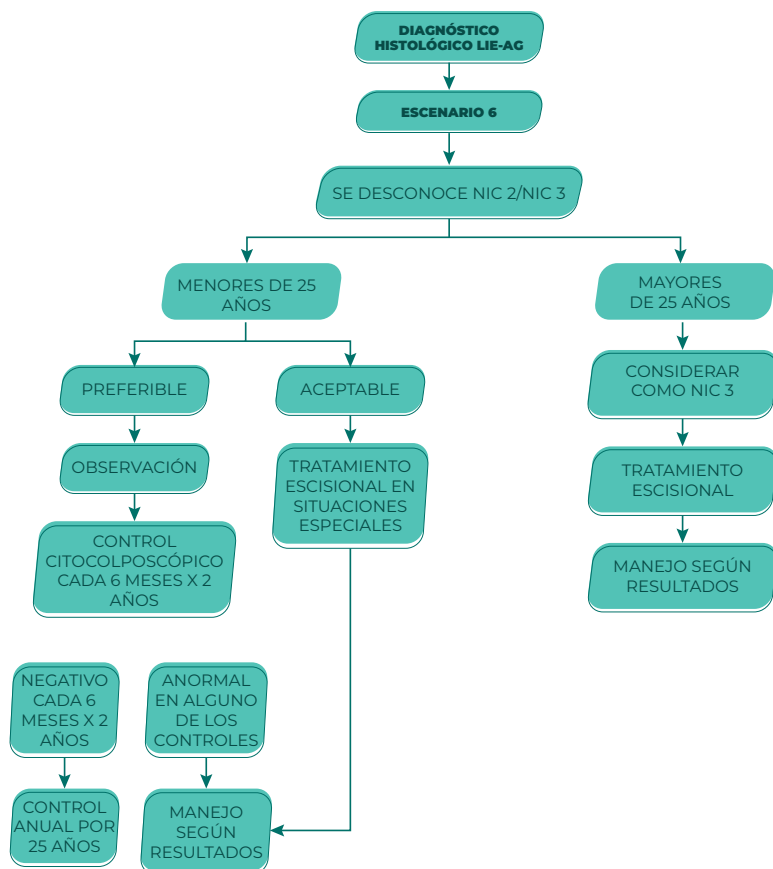 DIAGNÓSTICO
HISTOLÓGICO LIE-AG
ESCENARIO 6
SE DESCONOCE NIC 2/NIC 3
MENORES DE 25
AÑOS
MAYORES
DE 25 AÑOS
PREFERIBLE
ACEPTABLE
CONSIDERAR
COMO NIC 3
OBSERVACIÓN
TRATAMIENTO
ESCISIONAL EN
SITUACIONES
ESPECIALES
TRATAMIENTO
ESCISIONAL
CONTROL
CITOCOLPOSCÓPICO
CADA 6 MESES X 2
AÑOS
MANEJO SEGÚN
RESULTADOS
NEGATIVO
CADA 6
MESES X 2
AÑOS
ANORMAL
EN ALGUNO
DE LOS
CONTROLES
CONTROL
ANUAL POR
25 AÑOS
MANEJO
SEGÚN
RESULTADOS